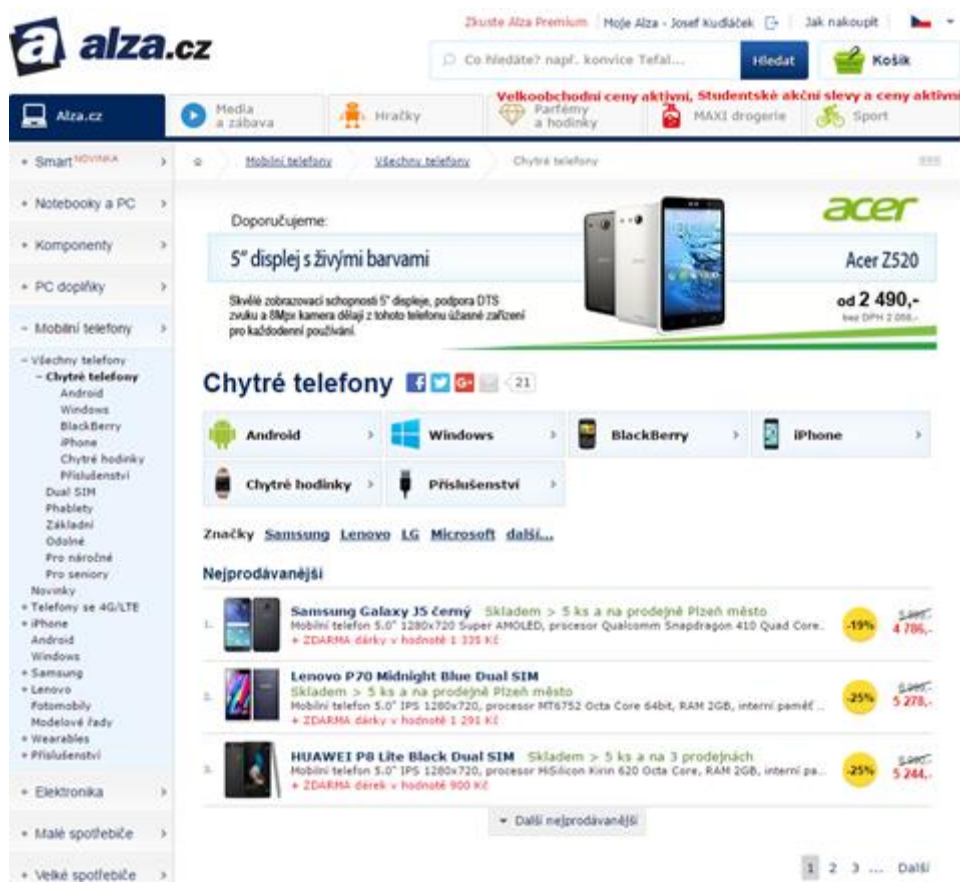 alza.cz
Zkuste Alza Premium
Moje Alza - Josef Kudláček
Jak nakoupit
Co hledáte? např. konvice Tefal...
Hledat
Košík
Velkoobchodní ceny aktivní, Studentské akční slevy a ceny aktivní
Alza.cz
Media
a zábava
Hračky
Parfémy
a hodinky
MAXI drogerie
Sport
Smart NOVINKA
Notebooky a PC
Komponenty
PC doplňky
Mobilní telefony
Všechny telefony
Chytré telefony
Android
Windows
BlackBerry
iPhone
Chytré hodinky
Příslušenství
Dual SIM
Phablety
Základní
Odolné
Pro náročné
Pro seniory
Novinky
Telefony se 4G/LTE
iPhone
Android
Windows
Samsung
Lenovo
Fotomobily
Modelové řady
Wearables
Příslušenství
Elektronika
Malé spotřebiče
Velké spotřebiče
Mobilní telefony
Všechny telefony
Chytré telefony
Doporučujeme:
acer
5" displej s živými barvami
Acer Z520
Skvělé zobrazovací schopnosti 5" displeje, podpora DTS
zvuku a 8Mpx kamera dělají z tohoto telefonu úžasné zařízení
pro každodenní používání.
od 2 490,-
bez DPH 2 058,-
Chytré telefony
21
Android
Windows
BlackBerry
iPhone
Chytré hodinky
Příslušenství
Značky Samsung Lenovo LG Microsoft další...
Nejprodávanější
1.
Samsung Galaxy J5 černý Skladem > 5 ks a na prodejně Plzeň město
Mobilní telefon 5.0" 1280x720 Super AMOLED, procesor Qualcomm Snapdragon 410 Quad Core..
+ ZDARMA dárky v hodnotě 1 335 Kč
-19%
4 786,-
2.
Lenovo P70 Midnight Blue Dual SIM
Skladem > 5 ks a na prodejně Plzeň město
Mobilní telefon 5.0" IPS 1280x720, procesor MT6752 Octa Core 64bit, RAM 2GB, interní paměť ..
+ ZDARMA dárky v hodnotě 1 291 Kč
-25%
5 278,-
3.
HUAWEI P8 Lite Black Dual SIM Skladem > 5 ks a na 3 prodejnách
Mobilní telefon 5.0" IPS 1280x720, procesor HiSilicon Kirin 620 Octa Core, RAM 2GB, interní pa...
+ ZDARMA dárek v hodnotě 900 Kč
-25%
5 244,-
Další nejprodávanější
1 2 3 ... Další